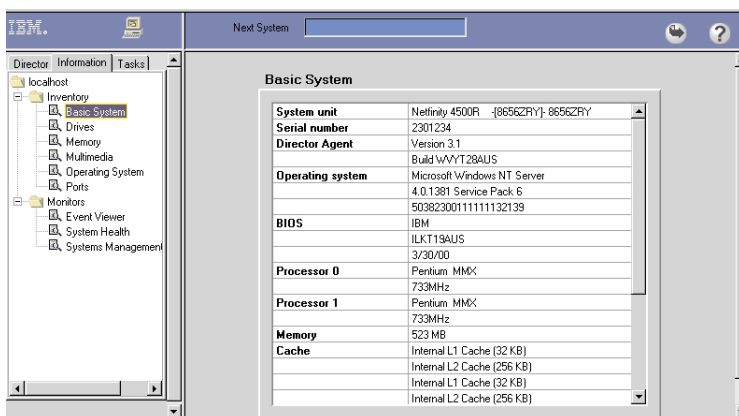 IBM.
Next System
?
Director Information Tasks
localhost
Inventory
Basic System
Drives
Memory
Multimedia
Operating System
Ports
Monitors
Event Viewer
System Health
Systems Management
Basic System
System unit Netfinity 4500R -[8656ZRY]- 8656ZRY
Serial number 2301234
Director Agent Version 3.1
Build WVYT28AUS
Operating system Microsoft Windows NT Server
4.0.1381 Service Pack 6
50382300111111132139
BIOS IBM
ILKT19AUS
3/30/00
Processor 0 Pentium MMX
733MHz
Processor 1 Pentium MMX
733MHz
Memory 523 MB
Cache Internal L1 Cache (32 KB)
Internal L2 Cache (256 KB)
Internal L1 Cache (32 KB)
Internal L2 Cache (256 KB)